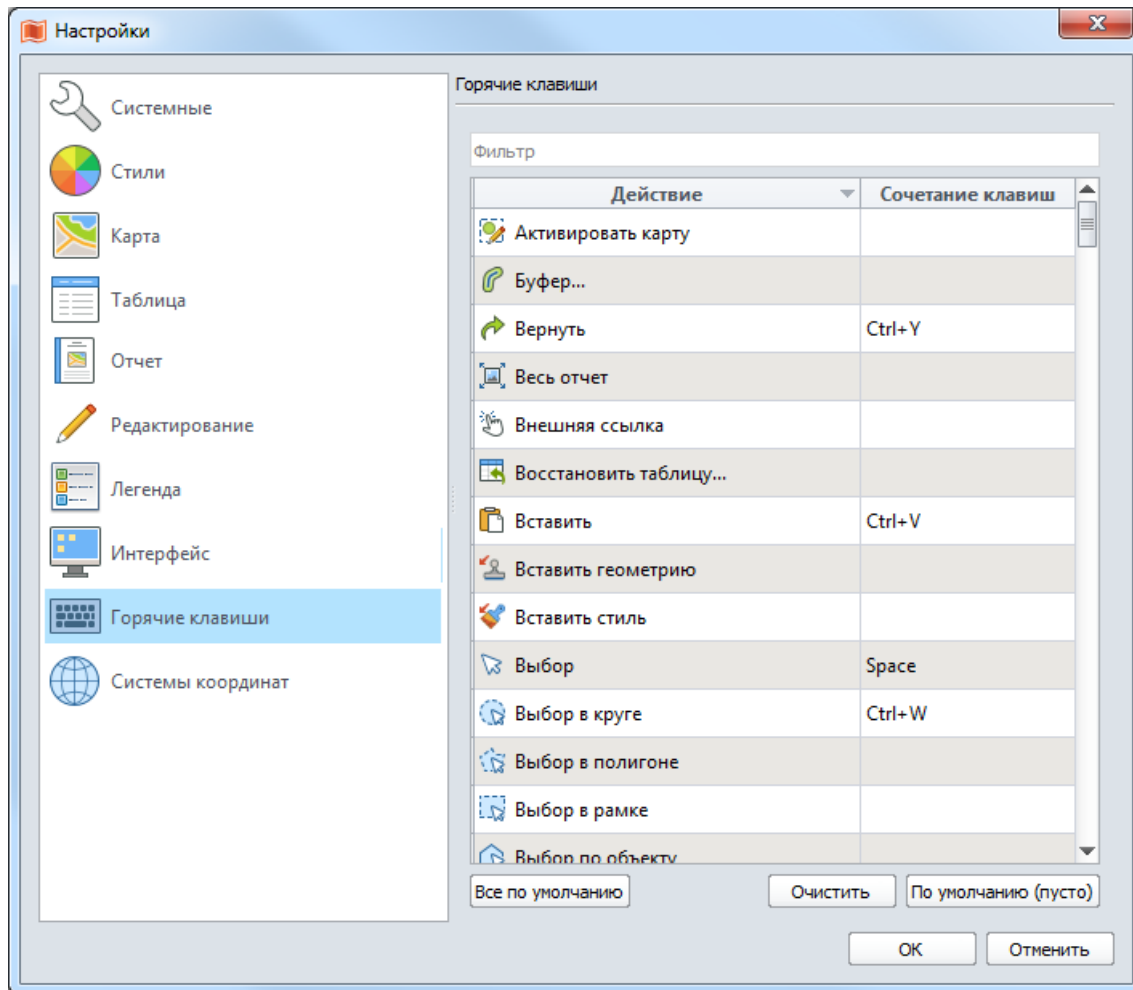 Настройки
Системные
Стили
Карта
Таблица
Отчет
Редактирование
Легенда
Интерфейс
Горячие клавиши
Системы координат
Горячие клавиши
Фильтр
Действие Сочетание клавиш
Активировать карту
Буфер...
Вернуть Ctrl+Y
Весь отчет
Внешняя ссылка
Восстановить таблицу...
Вставить Ctrl+V
Вставить геометрию
Вставить стиль
Выбор Space
Выбор в круге Ctrl+W
Выбор в полигоне
Выбор в рамке
Выбор по объекту
Все по умолчанию Очистить По умолчанию (пусто)
OK Отменить